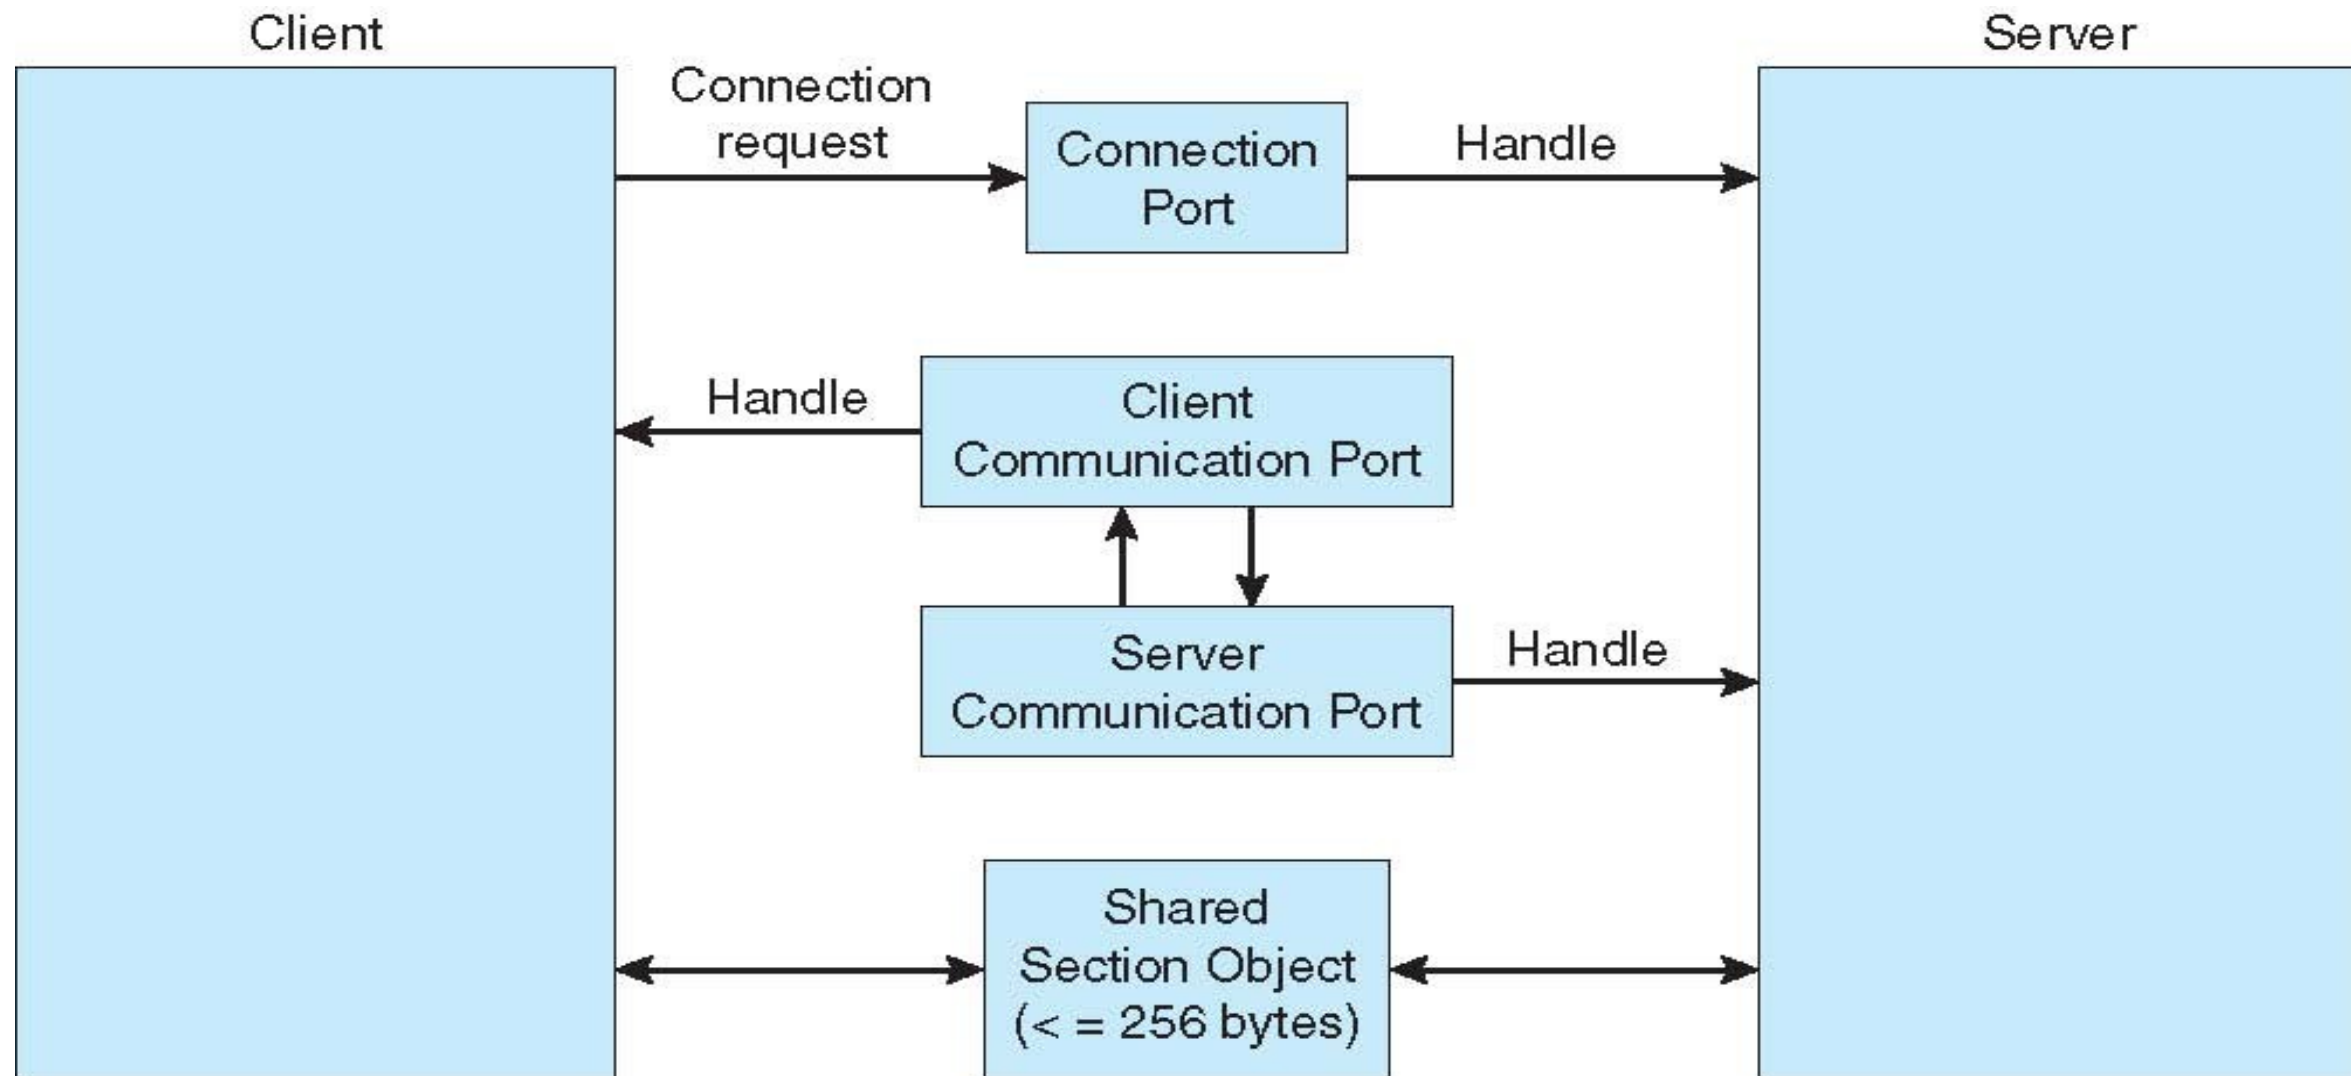 Client
Server
Connection
request
Connection
Port
Handle
Handle
Client
Communication Port
Server
Communication Port
Handle
Shared
Section Object
(< = 256 bytes)